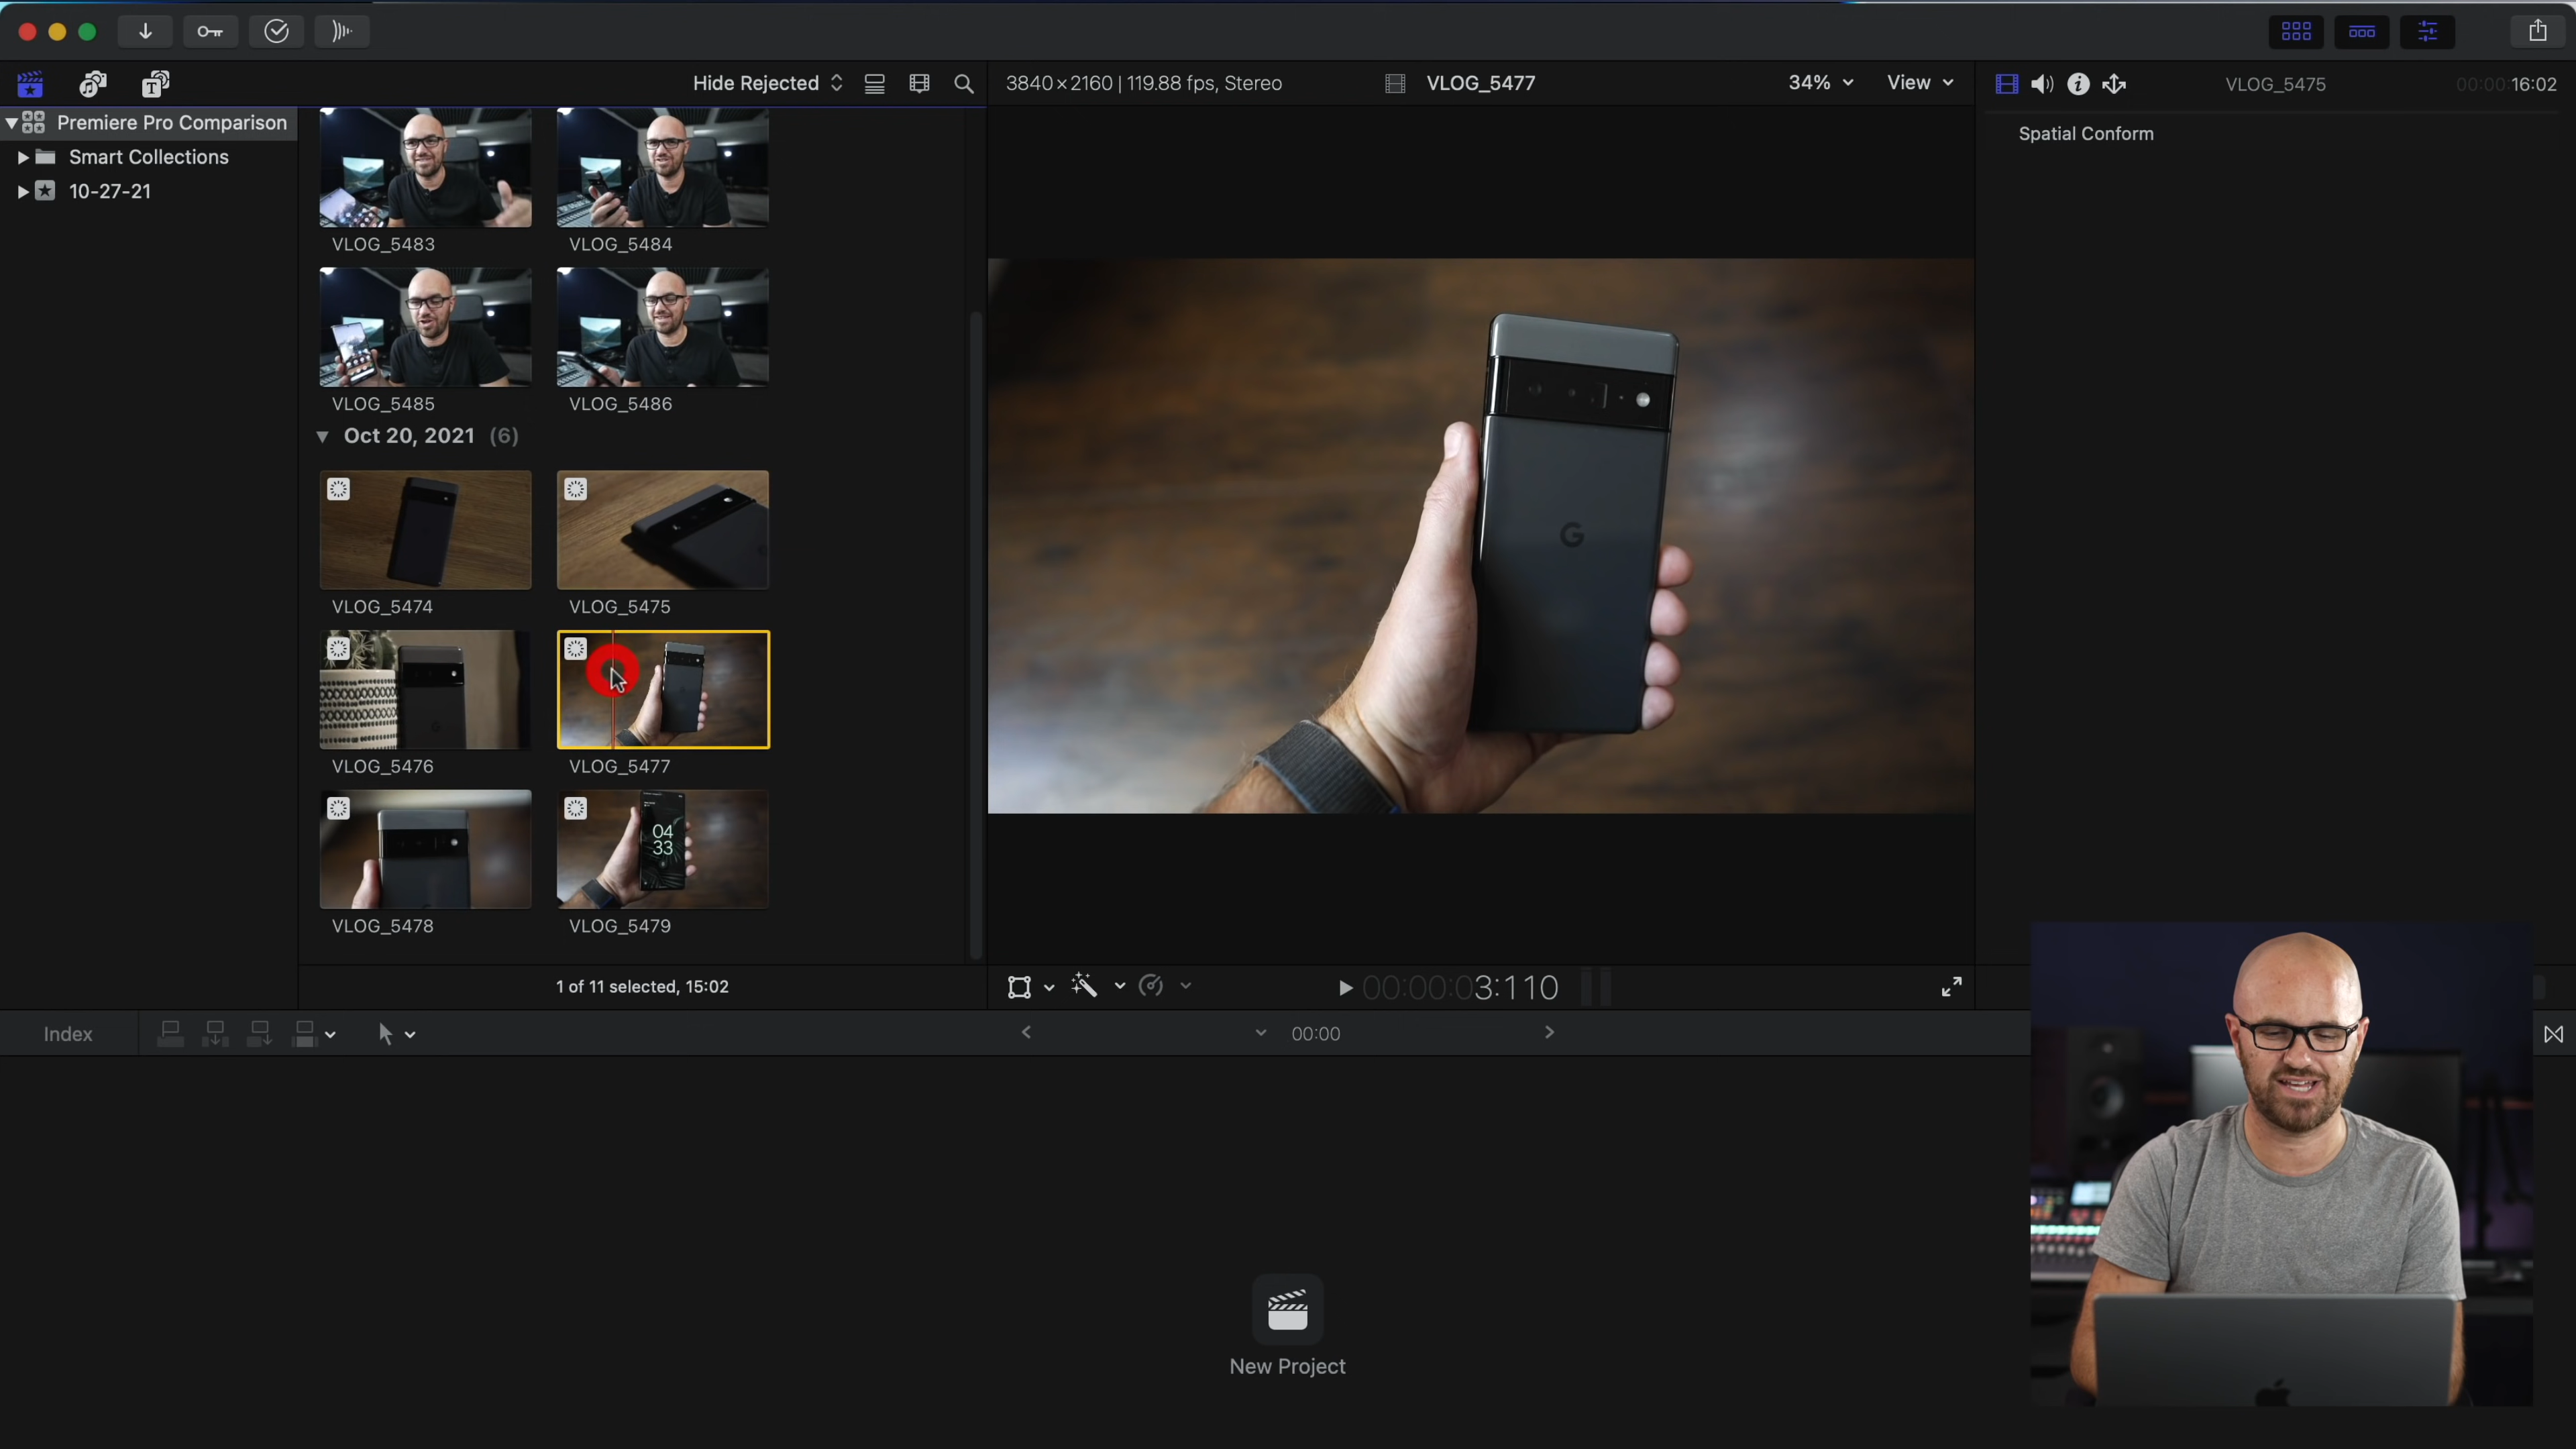 Hide Rejected
3840×2160 | 119.88 fps, Stereo
VLOG_5477
34%
View
VLOG_5475
00:00:16:02
Premiere Pro Comparison
Smart Collections
10-27-21
Spatial Conform
VLOG_5483
VLOG_5484
VLOG_5485
VLOG_5486
Oct 20, 2021 (6)
VLOG_5474
VLOG_5475
VLOG_5476
VLOG_5477
04
33
VLOG_5478
VLOG_5479
G
1 of 11 selected, 15:02
00:00:03:110
Index
00:00
New Project